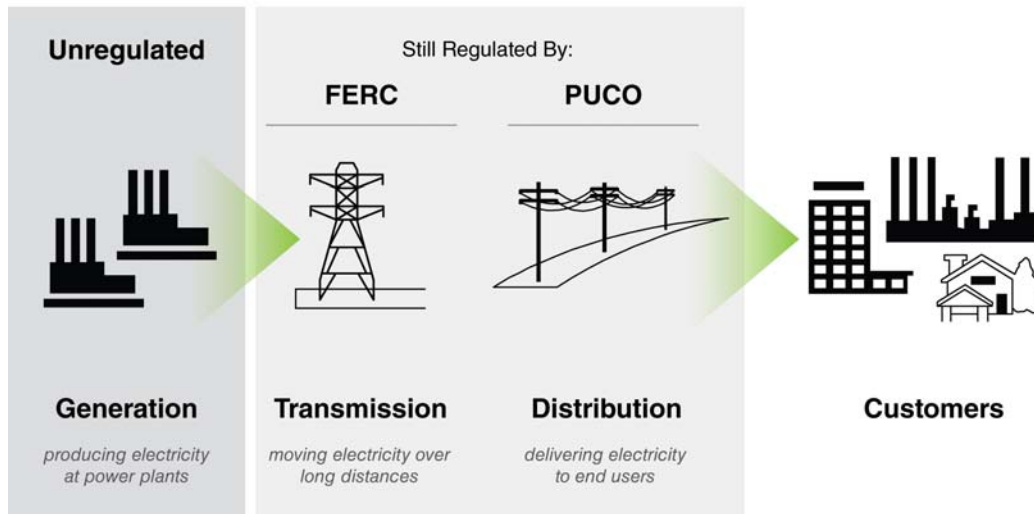 Unregulated
Still Regulated By:
FERC
PUCO
Generation
producing electricity
at power plants
Transmission
moving electricity over
long distances
Distribution
delivering electricity
to end users
Customers